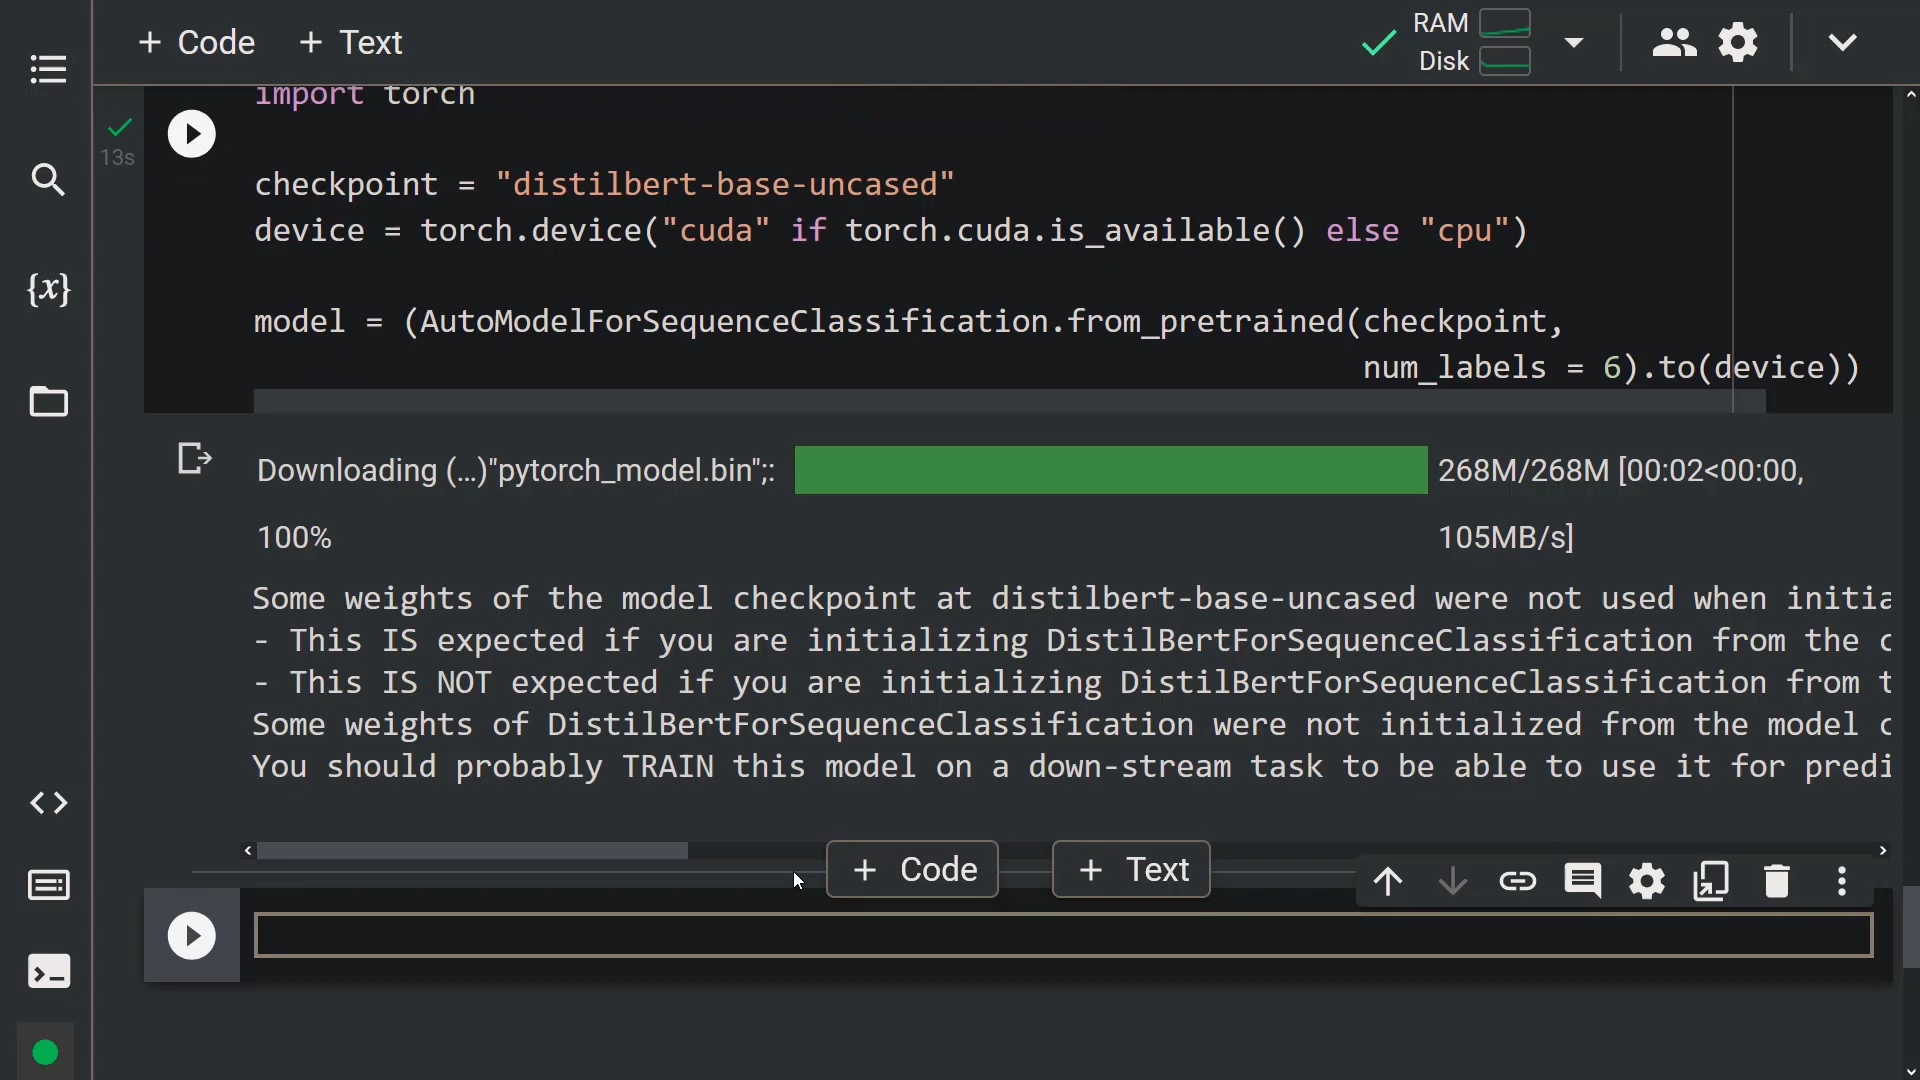 + Code + Text
RAM
Disk
import torch
13s
checkpoint = "distilbert-base-uncased"
device = torch.device("cuda" if torch.cuda.is_available() else "cpu")
model = (AutoModelForSequenceClassification.from_pretrained(checkpoint,
num_labels = 6).to(device))
Downloading (…)"pytorch_model.bin";: 268M/268M [00:02<00:00,
100% 105MB/s]
Some weights of the model checkpoint at distilbert-base-uncased were not used when initia
- This IS expected if you are initializing DistilBertForSequenceClassification from the c
- This IS NOT expected if you are initializing DistilBertForSequenceClassification from t
Some weights of DistilBertForSequenceClassification were not initialized from the model c
You should probably TRAIN this model on a down-stream task to be able to use it for predi
+ Code + Text
{x}